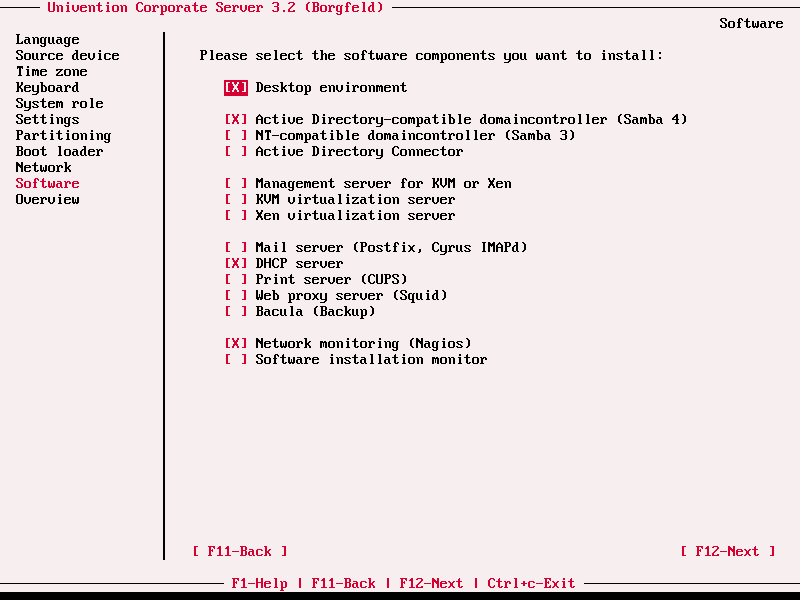 Univention Corporate Server 3.2 (Borgfeld)
Software
Language
Source device
Time zone
Keyboard
System role
Settings
Partitioning
Boot loader
Network
Software
Overview
Please select the software components you want to install:
[X] Desktop environment
[X] Active Directory-compatible domaincontroller (Samba 4)
[ ] NT-compatible domaincontroller (Samba 3)
[ ] Active Directory Connector
[ ] Management server for KVM or Xen
[ ] KVM virtualization server
[ ] Xen virtualization server
[ ] Mail server (Postfix, Cyrus IMAPd)
[X] DHCP server
[ ] Print server (CUPS)
[ ] Web proxy server (Squid)
[ ] Bacula (Backup)
[X] Network monitoring (Nagios)
[ ] Software installation monitor
[ F11-Back ]
[ F12-Next ]
F1-Help | F11-Back | F12-Next | Ctrl+c-Exit